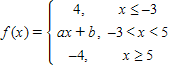 f(x) = { 4, x ≤ -3
ax + b, -3 < x < 5
-4, x ≥ 5